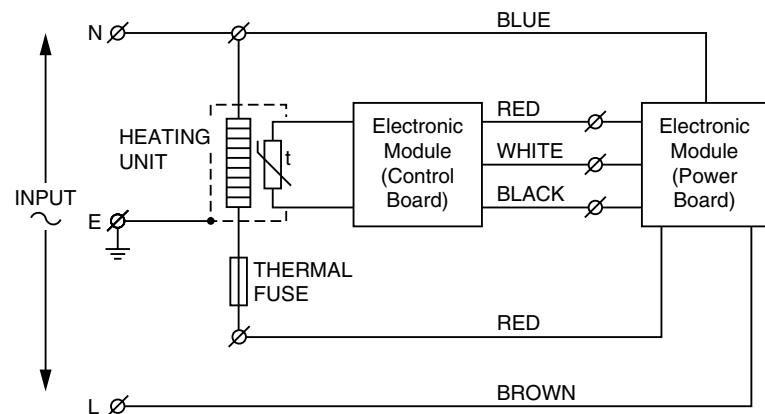 N
BLUE
HEATING
UNIT
t
Electronic
Module
(Control
Board)
RED
WHITE
BLACK
Electronic
Module
(Power
Board)
INPUT
E
THERMAL
FUSE
RED
L
BROWN